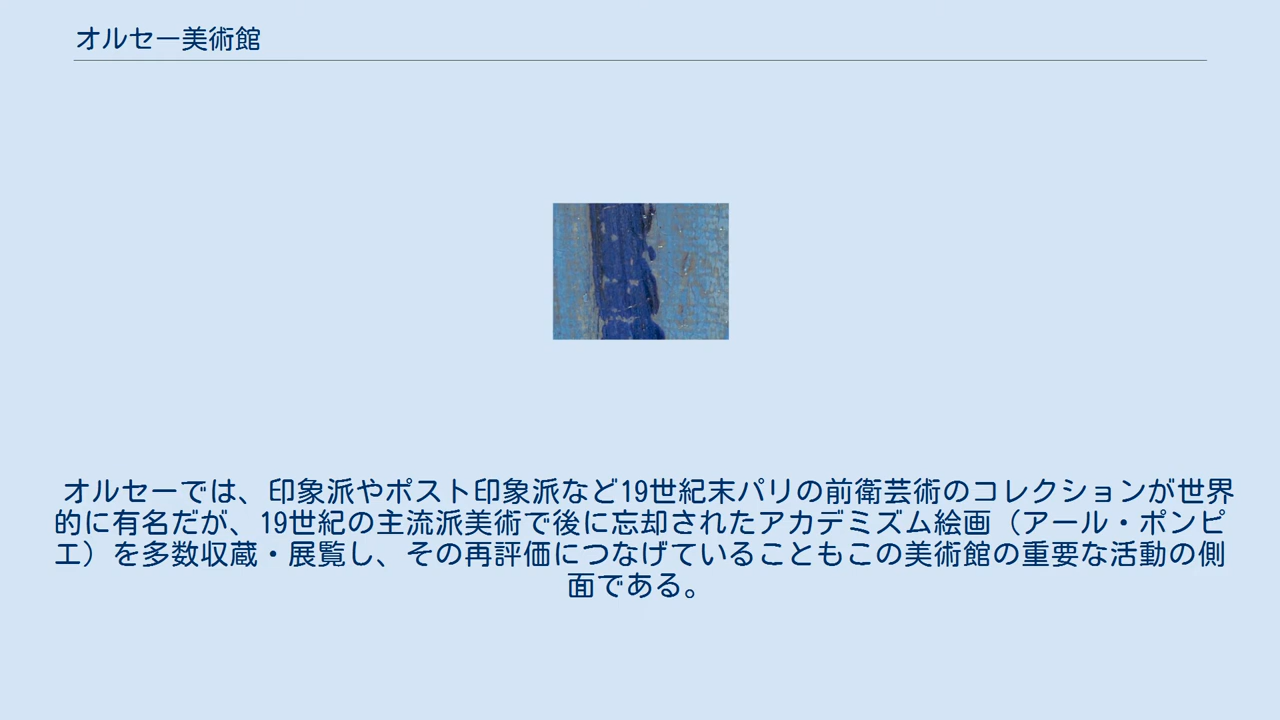 オルセー美術館
オルセーでは、印象派やポスト印象派など19世紀末パリの前衛芸術のコレクションが世界
的に有名だが、19世紀の主流派美術で後に忘却されたアカデミズム絵画（アール・ポンピ
エ）を多数収蔵・展覧し、その再評価につなげていることもこの美術館の重要な活動の側
面である。